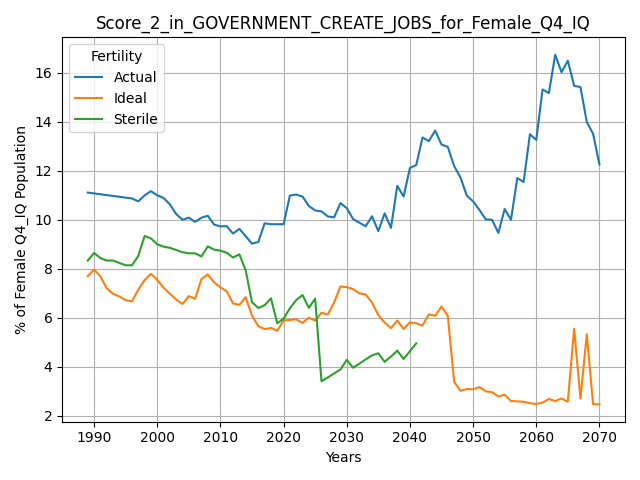 Score_2_in_GOVERNMENT_CREATE_JOBS_for_Female_Q4_IQ
Fertility
Actual
Ideal
Sterile
% of Female Q4_IQ Population
16
14
12
10
8
6
4
2
1990 2000 2010 2020 2030 2040 2050 2060 2070
Years